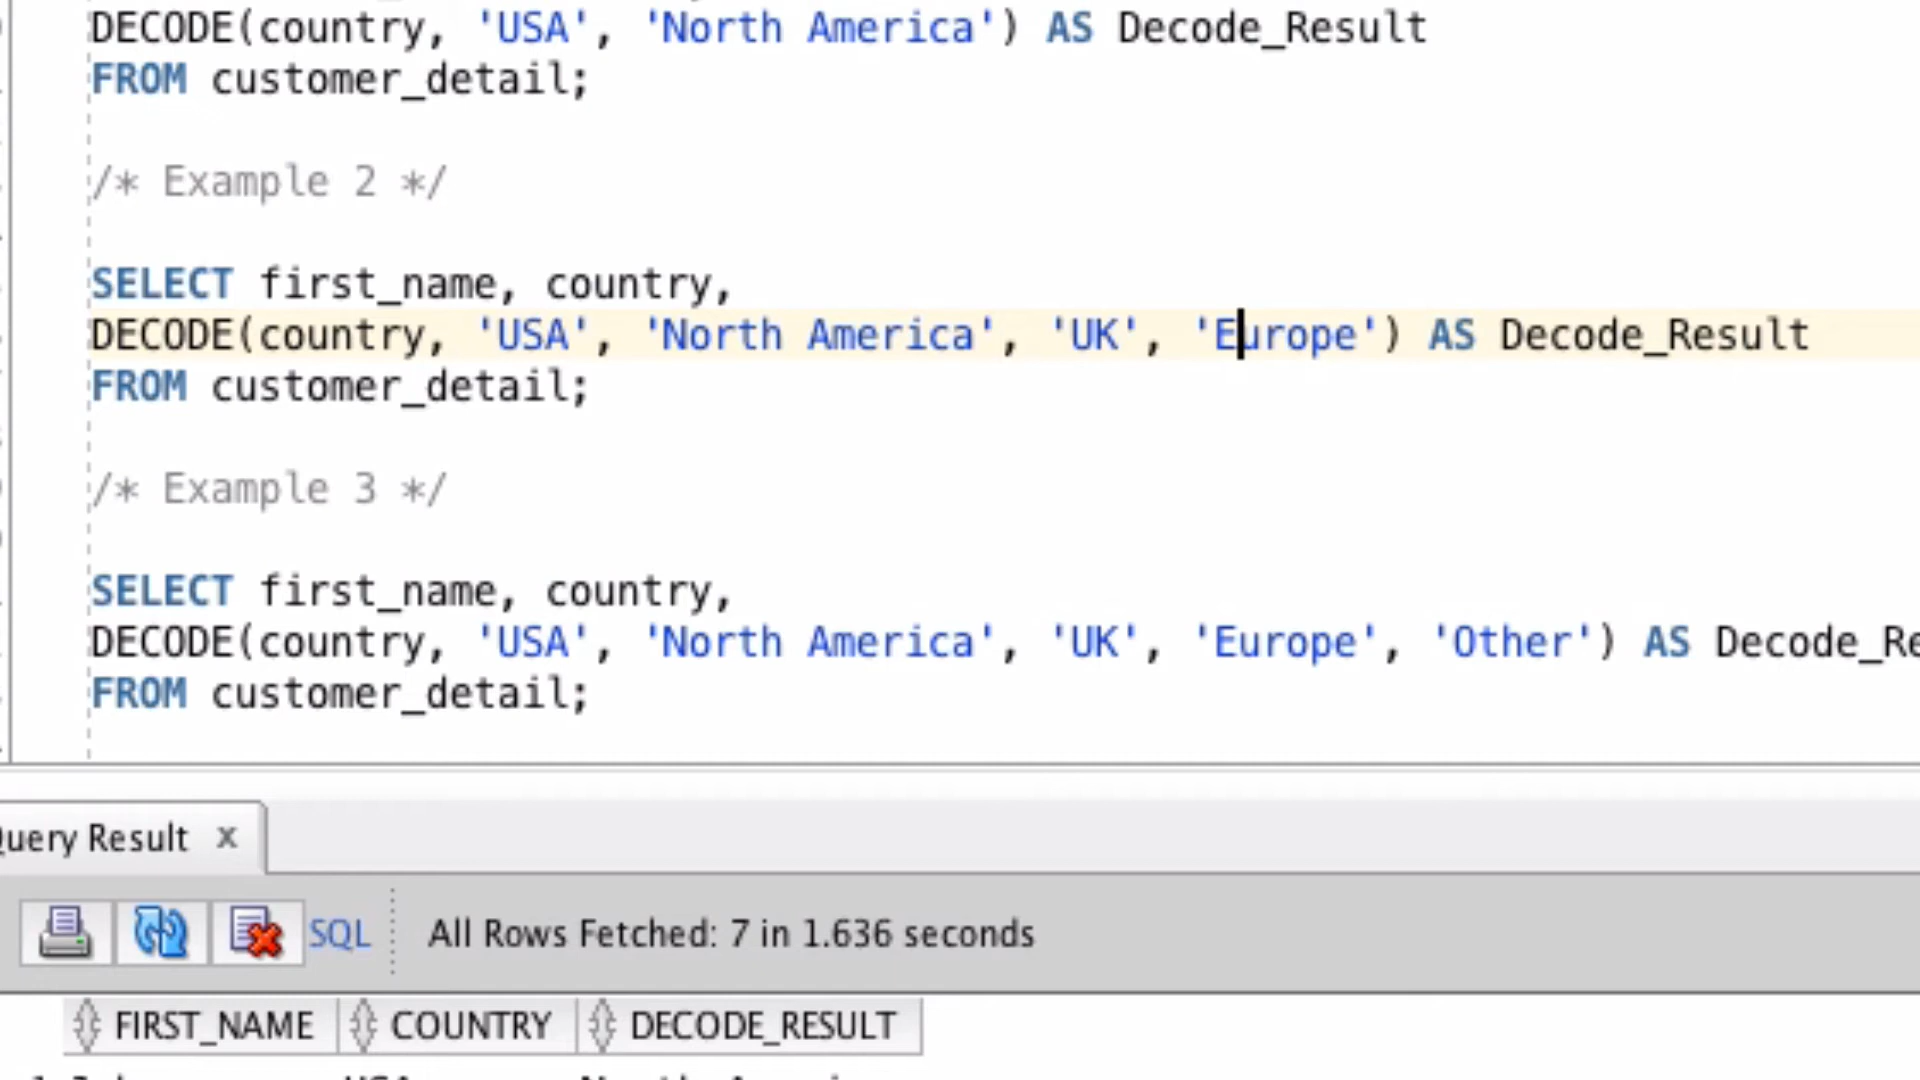 DECODE(country, 'USA', 'North America') AS Decode_Result
FROM customer_detail;
/* Example 2 */
SELECT first_name, country,
DECODE(country, 'USA', 'North America', 'UK', 'Europe') AS Decode_Result
FROM customer_detail;
/* Example 3 */
SELECT first_name, country,
DECODE(country, 'USA', 'North America', 'UK', 'Europe', 'Other') AS Decode_Re
FROM customer_detail;
Query Result x
SQL All Rows Fetched: 7 in 1.636 seconds
FIRST_NAME COUNTRY DECODE_RESULT